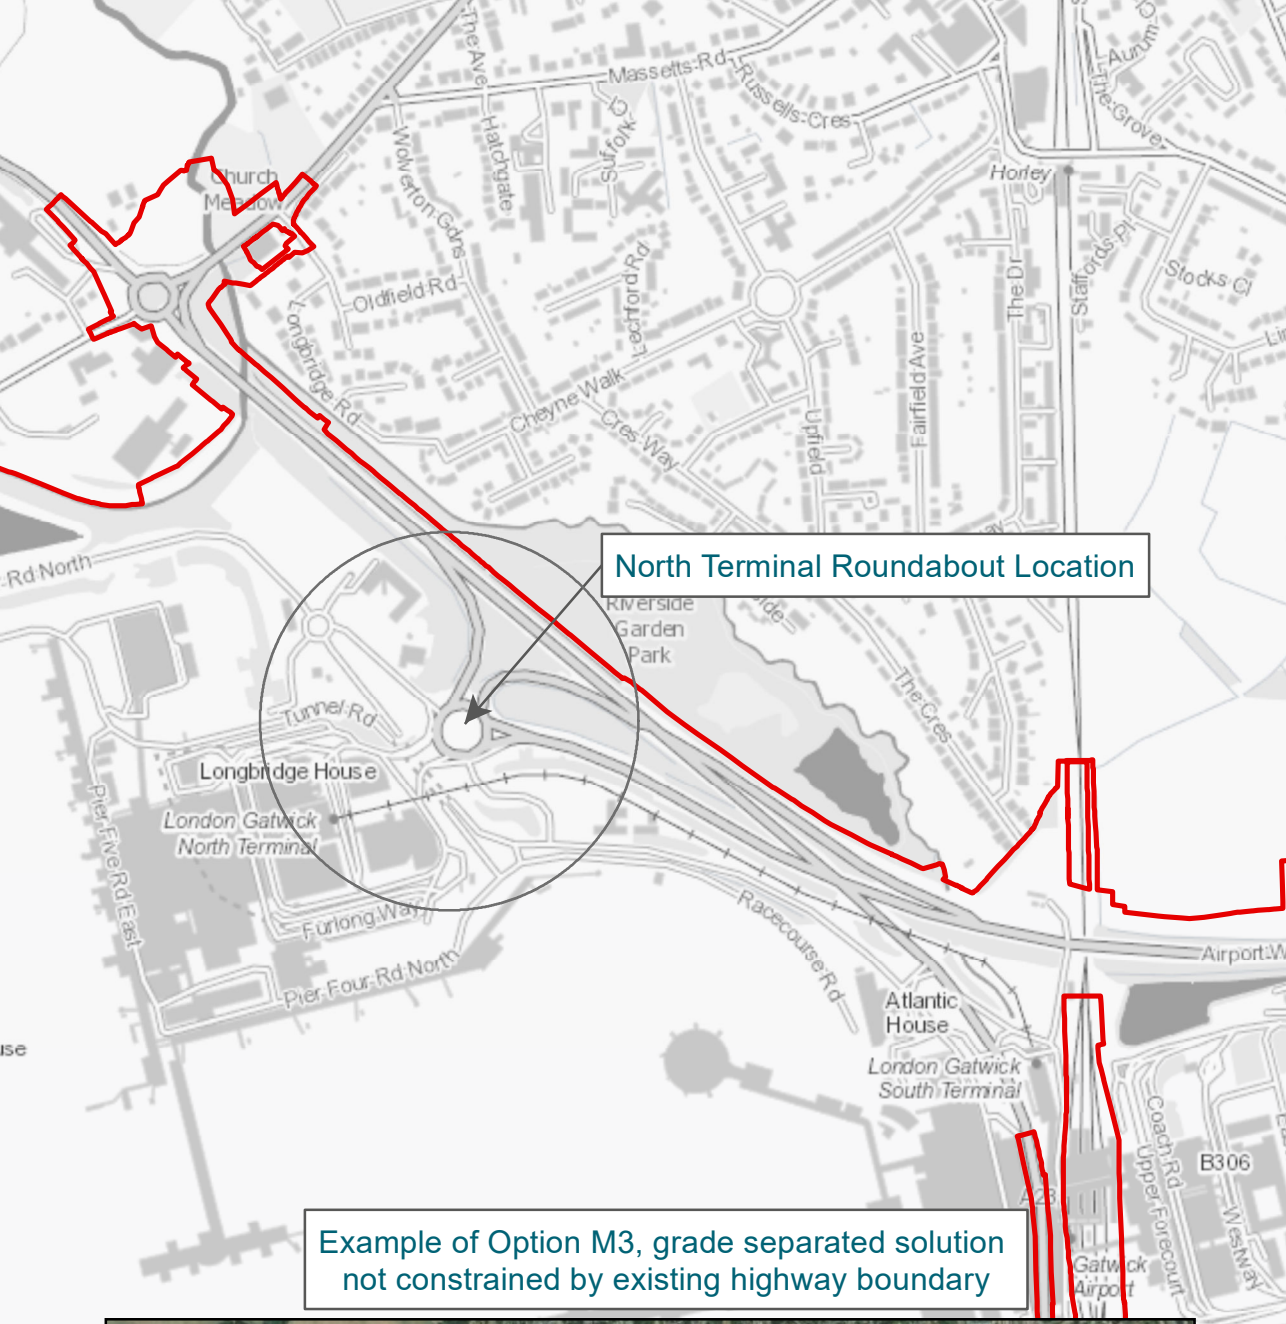 The Ave
Massetts Rd
Russells Cres
Aurum
The Grove
Suffolk Cl
Hatchgate
Wolverton Gdns
Church
Meadow
Horley
Staffords Pl
Stocks Cl
The Dr
Oldfield Rd
Lechford Rd
Longbridge Rd
Fairfield Ave
Cheyne Walk
Cres Way
Upfield
Rd North
North Terminal Roundabout Location
Riverside
Garden
Park
The Cres
Tunnel Rd
Longbridge House
London Gatwick
North Terminal
Pier Five Rd East
Furlong Way
Racecourse Rd
Pier Four Rd North
Airport W
Atlantic
House
London Gatwick
South Terminal
Coach Rd
Upper Forecourt
B306
A23
Gatwick
Airport
Example of Option M3, grade separated solution
not constrained by existing highway boundary